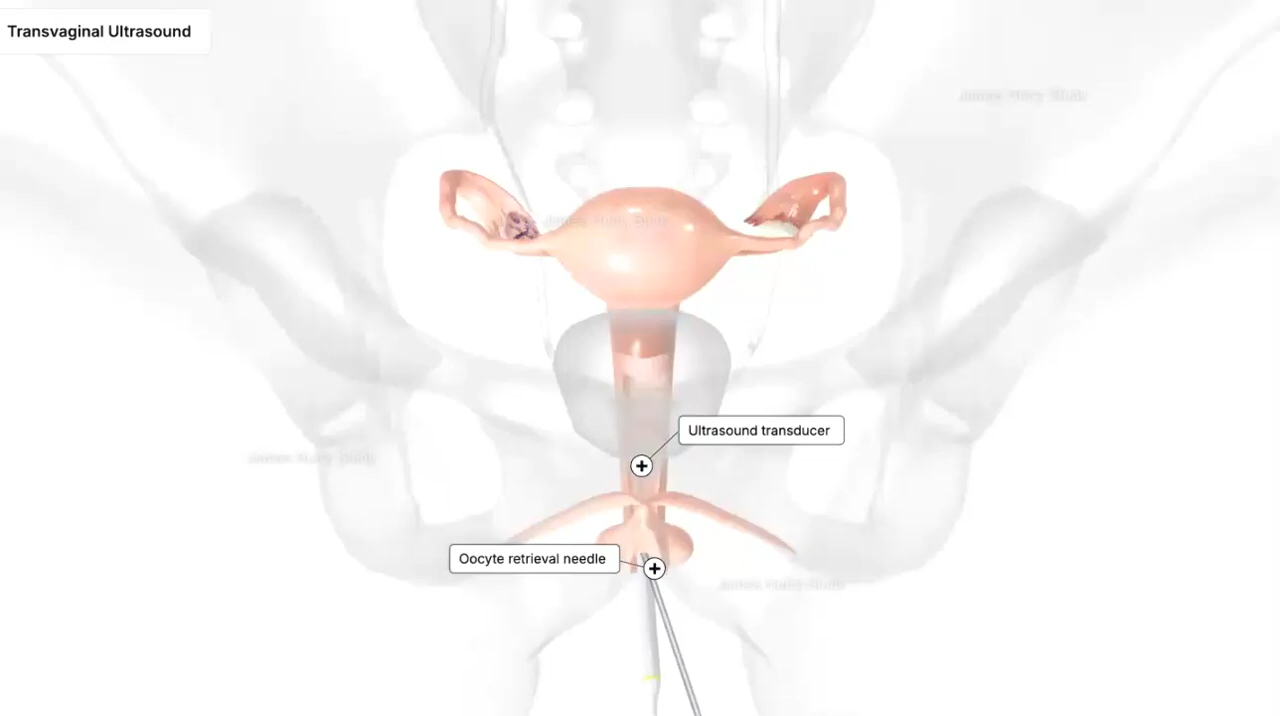 Transvaginal Ultrasound
Ultrasound transducer
Oocyte retrieval needle